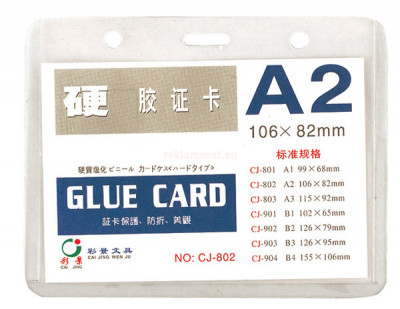 硬 胶证卡
A2
106×82mm
硬質塩化ビニール カードケス<ハードタイプ>
GLUE CARD
証卡保護、防折、美觀
彩景
彩景文具
CAI JING WEN JU
NO: CJ-802
标准规格
CJ-801 A1 99×68mm
CJ-802 A2 106×82mm
CJ-803 A3 115×92mm
CJ-901 B1 102×65mm
CJ-902 B2 126×79mm
CJ-903 B3 126×95mm
CJ-904 B4 155×106mm